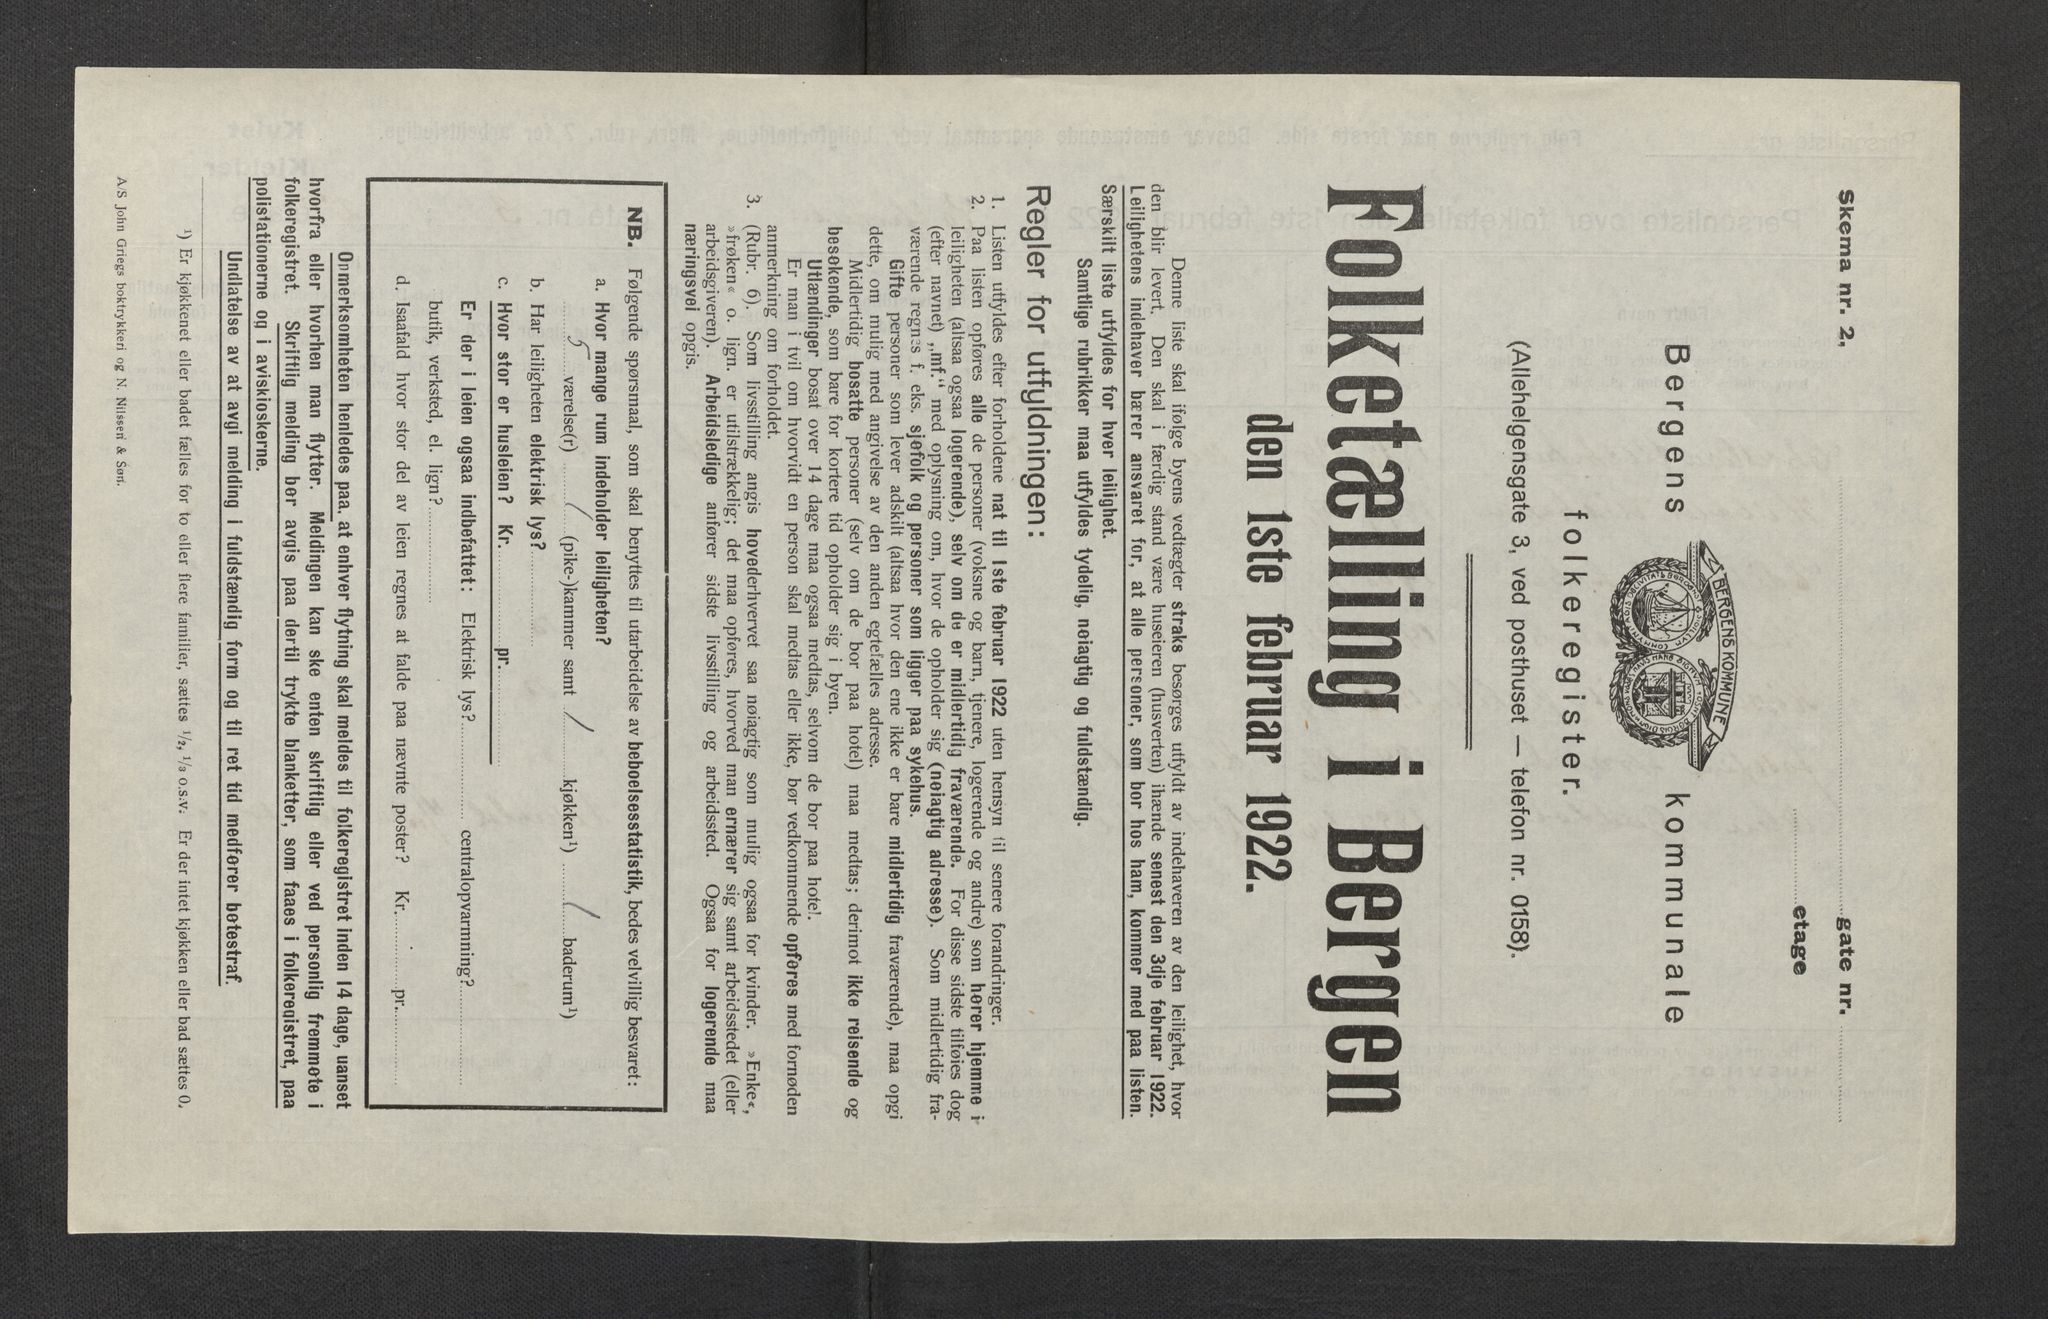 Skema nr. 2,
gate nr.
etage
BERGENS KOMMUNE
Bergens kommunale
folkeregister.
(Allehelgensgate 3, ved posthuset — telefon nr. 0158).
Folketælling i Bergen
den 1ste februar 1922.
Denne liste skal ifølge byens vedtægter straks besørges utfyldt av indehaveren av den leilighet, hvor
den blir levert. Den skal i færdig stand være huseieren (husverten) ihænde senest den 3dje februar 1922.
Leilighetens indehaver bærer ansvaret for, at alle personer, som bor hos ham, kommer med paa listen.
Særskilt liste utfyldes for hver leilighet.
Samtlige rubrikker maa utfyldes tydelig, nøiagtig og fuldstændig.
Regler for utfyldningen:
1. Listen utfyldes efter forholdene nat til 1ste februar 1922 uten hensyn til senere forandringer.
2. Paa listen opføres alle de personer (voksne og barn, tjenere, logerende og andre) som hører hjemme i
leiligheten (altsaa ogsaa logerende), selv om de er midlertidig fraværende. For disse sidste tilføies dog
(efter navnet) „mf.“ med oplysning om, hvor de opholder sig (nøiagtig adresse). Som midlertidig fra-
værende regnes f. eks. sjøfolk og personer som ligger paa sykehus.
Gifte personer som lever adskilt (altsaa hvor den ene ikke er bare midlertidig fraværende), maa opgi
dette, om mulig med angivelse av den anden egtefælles adresse.
Midlertidig bosatte personer (selv om de bor paa hotel) maa medtas; derimot ikke reisende og
besøkende, som bare for kortere tid opholder sig i byen.
Utlændinger bosat over 14 dage maa ogsaa medtas, selvom de bor paa hotel.
Er man i tvil om hvorvidt en person skal medtas eller ikke, bør vedkommende opføres med fornøden
anmerkning om forholdet.
3. (Rubr. 6). Som livsstilling angis hovederhvervet saa nøiagtig som mulig ogsaa for kvinder. »Enke«,
»frøken« o. lign. er utilstrækkelig; det maa opføres, hvorved man ernærer sig samt arbeidsstedet (eller
arbeidsgiveren). Arbeidsledige anfører sidste livsstilling og arbeidssted. Ogsaa for logerende maa
næringsvei opgis.
NB. Følgende spørsmaal, som skal benyttes til utarbeidelse av beboelsesstatistik, bedes velvillig besvaret:
a. Hvor mange rum indeholder leiligheten?
5 værelse(r) / (pike-)kammer samt / kjøkken¹) / baderum¹)
b. Har leiligheten elektrisk lys?
c. Hvor stor er husleien? Kr. pr.
Er der i leien ogsaa indbefattet: Elektrisk lys? centralopvarmning?
butik, verksted, el. lign?
d. Isaafald hvor stor del av leien regnes at falde paa nævnte poster? Kr. pr.
Opmerksomheten henledes paa, at enhver flytning skal meldes til folkeregistret inden 14 dage, uanset
hvorfra eller hvorhen man flytter. Meldingen kan ske enten skriftlig eller ved personlig fremmøte i
folkeregistret. Skriftlig melding bør avgis paa dertil trykte blanketter, som faaes i folkeregistret, paa
polistationerne og i aviskioskerne.
Undlatelse av at avgi melding i fuldstændig form og til ret tid medfører bøtestraf.
¹) Er kjøkkenet eller badet fælles for to eller flere familier, sættes ½, ⅓ o.s.v. Er der intet kjøkken eller bad sættes 0.
A/S John Griegs boktrykkeri og N. Nilssen & Søn.